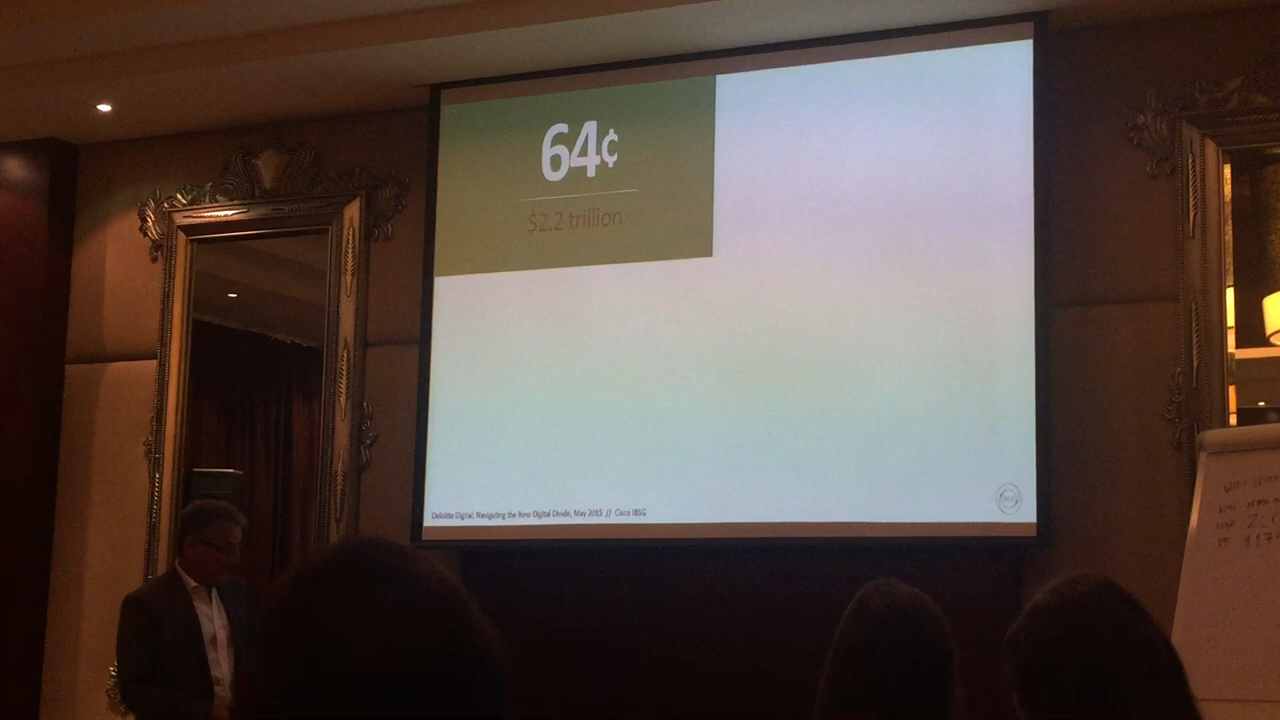 64¢
$2.2 trillion
Deloitte Digital, Navigating the New Digital Divide, May 2015 // Cisco IBSG